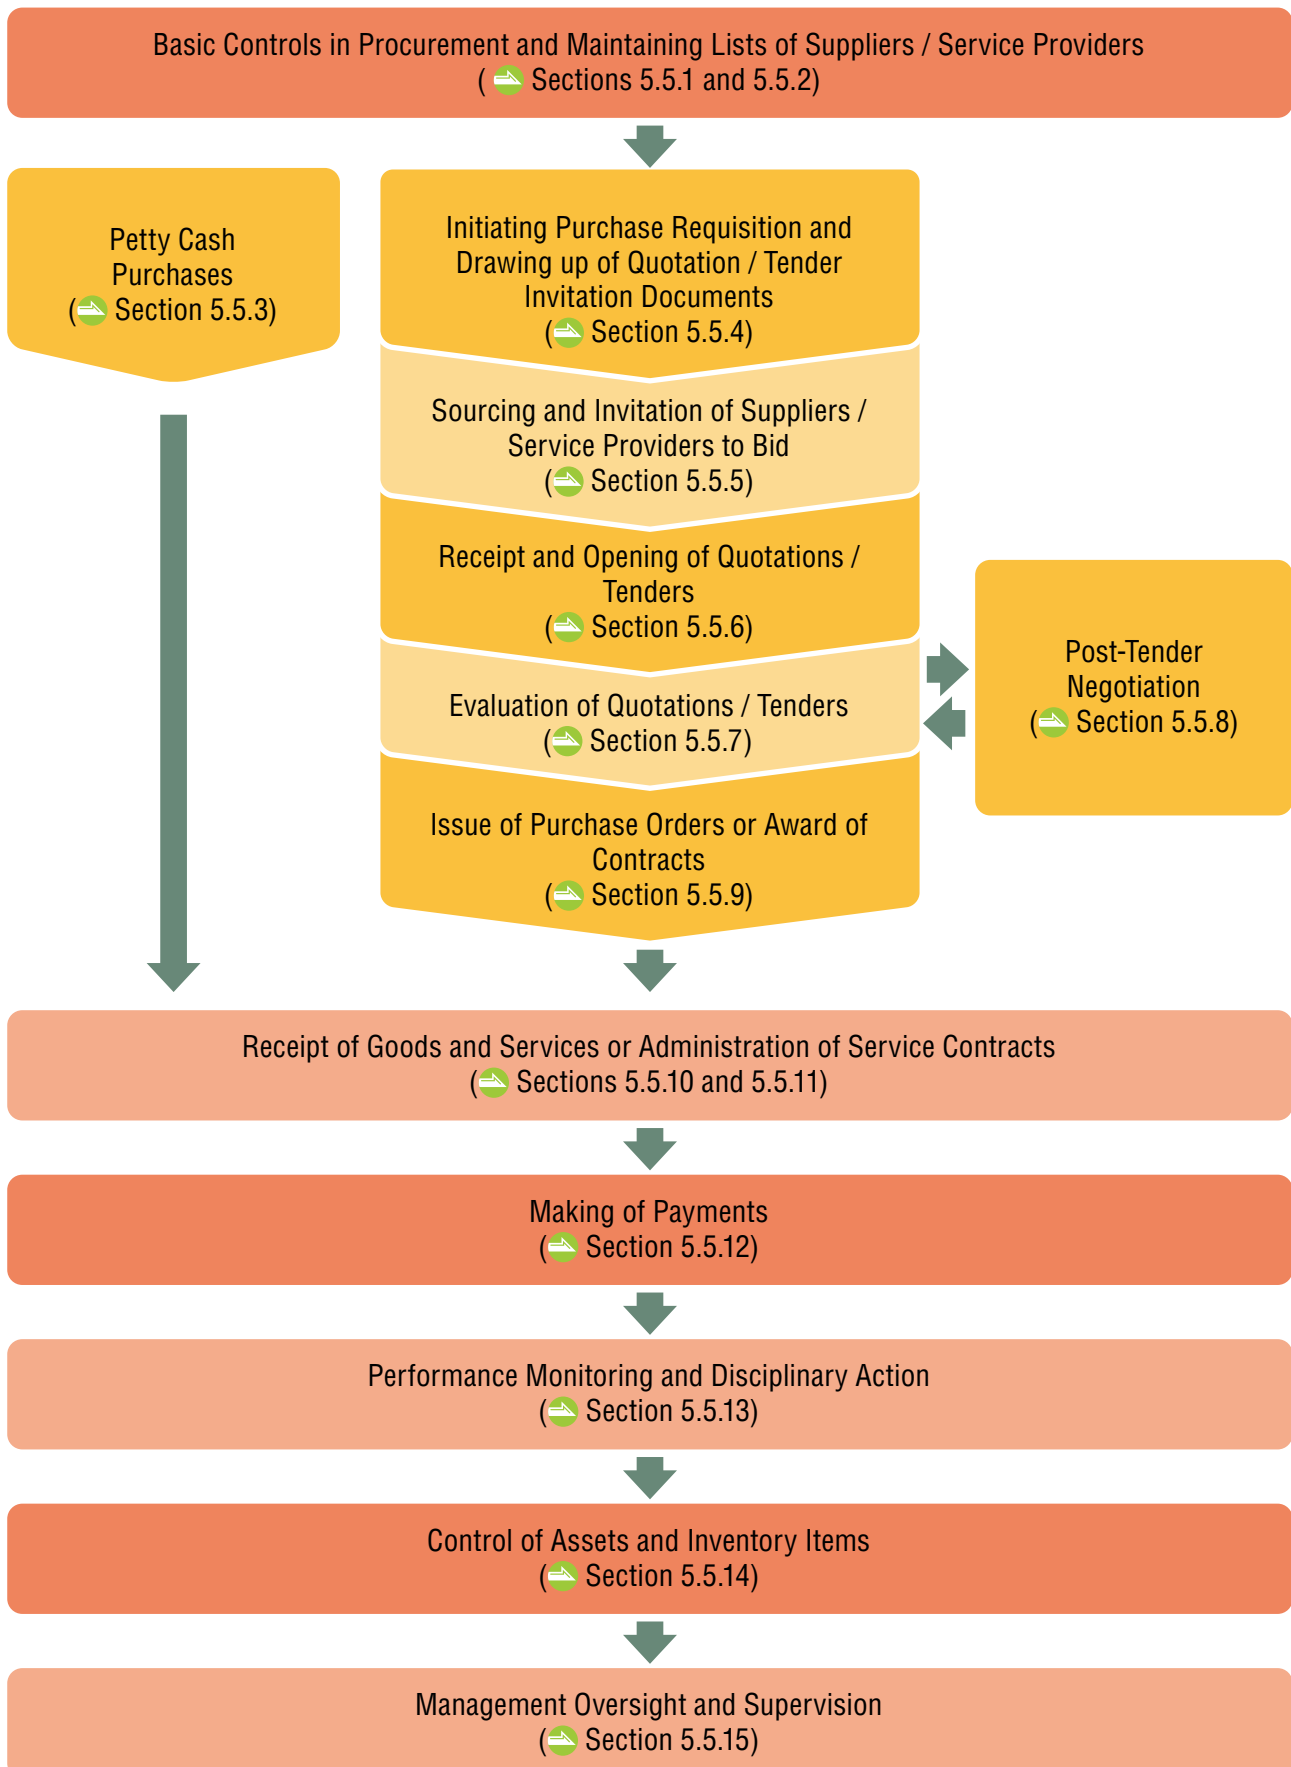 Basic Controls in Procurement and Maintaining Lists of Suppliers / Service Providers
( Sections 5.5.1 and 5.5.2)
Petty Cash
Purchases
( Section 5.5.3)
Initiating Purchase Requisition and
Drawing up of Quotation / Tender
Invitation Documents
( Section 5.5.4)
Sourcing and Invitation of Suppliers /
Service Providers to Bid
( Section 5.5.5)
Receipt and Opening of Quotations /
Tenders
( Section 5.5.6)
Evaluation of Quotations / Tenders
( Section 5.5.7)
Post-Tender
Negotiation
( Section 5.5.8)
Issue of Purchase Orders or Award of
Contracts
( Section 5.5.9)
Receipt of Goods and Services or Administration of Service Contracts
( Sections 5.5.10 and 5.5.11)
Making of Payments
( Section 5.5.12)
Performance Monitoring and Disciplinary Action
( Section 5.5.13)
Control of Assets and Inventory Items
( Section 5.5.14)
Management Oversight and Supervision
( Section 5.5.15)